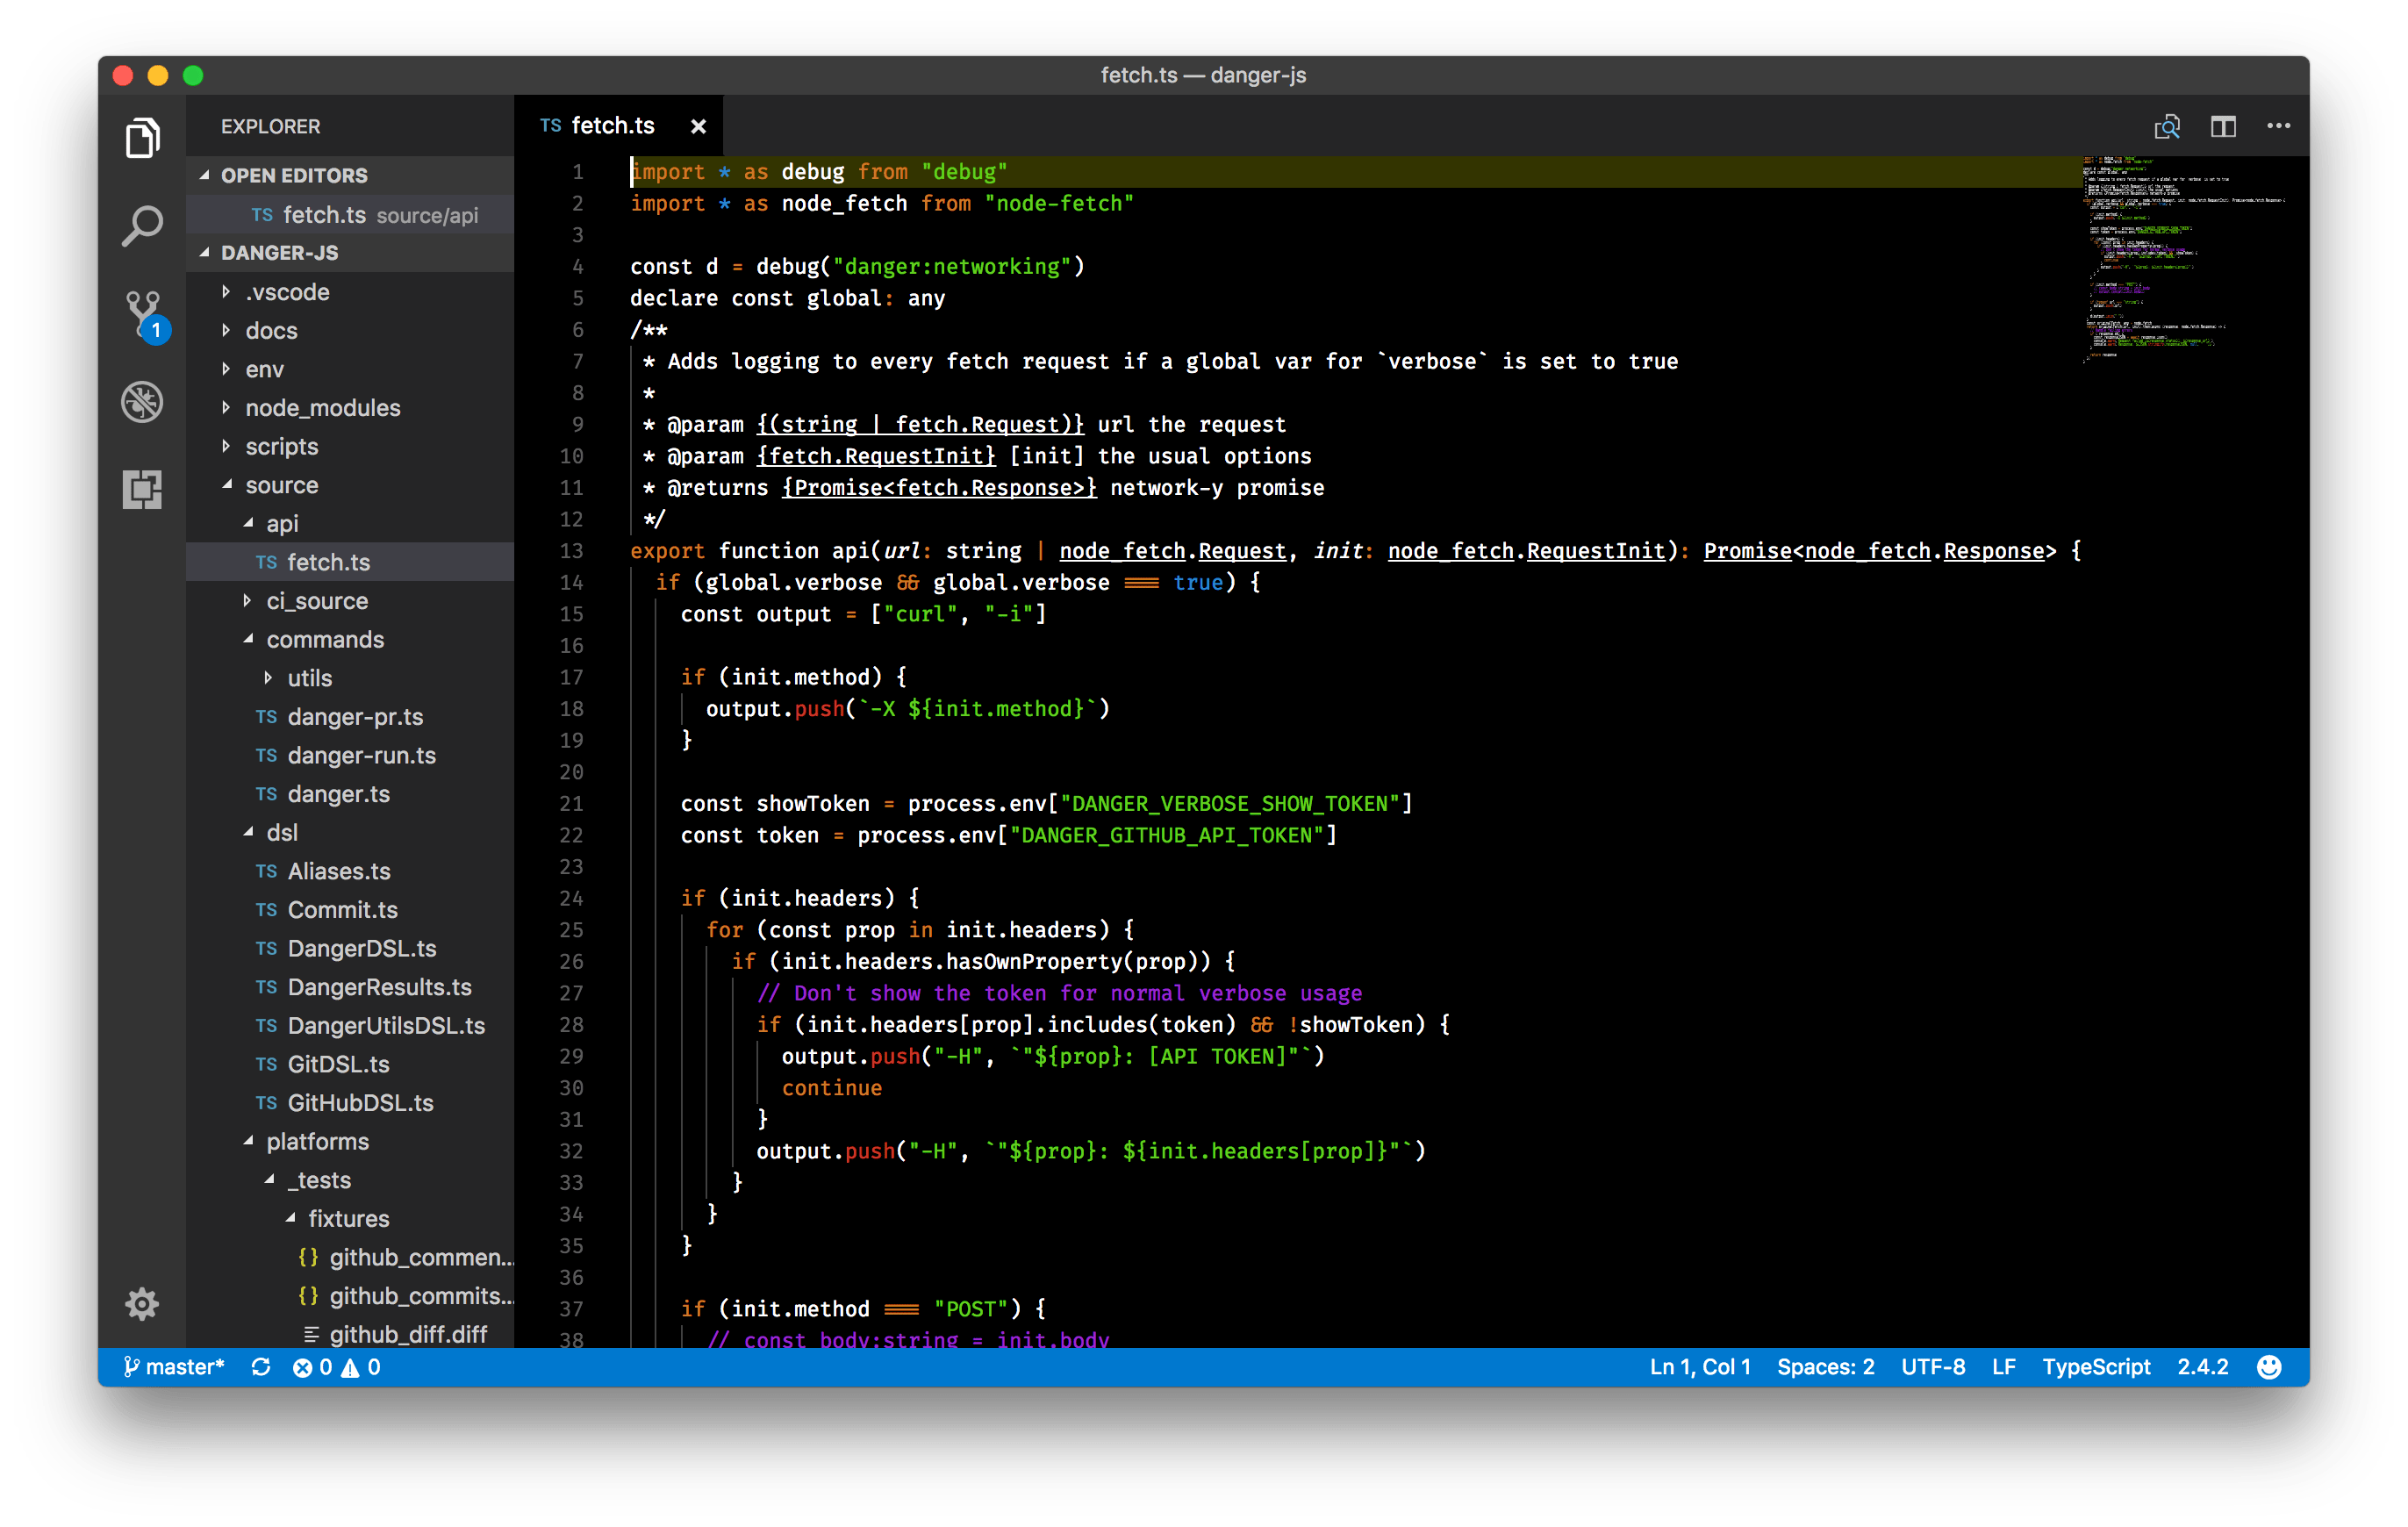 fetch.ts — danger-js
EXPLORER
OPEN EDITORS
TS fetch.ts source/api
DANGER-JS
.vscode
docs
env
node_modules
scripts
source
api
TS fetch.ts
ci_source
commands
utils
TS danger-pr.ts
TS danger-run.ts
TS danger.ts
dsl
TS Aliases.ts
TS Commit.ts
TS DangerDSL.ts
TS DangerResults.ts
TS DangerUtilsDSL.ts
TS GitDSL.ts
TS GitHubDSL.ts
platforms
_tests
fixtures
{} github_commen...
{} github_commits...
github_diff.diff
1
TS fetch.ts ×
1 import * as debug from "debug"
2 import * as node_fetch from "node-fetch"
3
4 const d = debug("danger:networking")
5 declare const global: any
6 /**
7 * Adds logging to every fetch request if a global var for `verbose` is set to true
8 *
9 * @param {(string | fetch.Request)} url the request
10 * @param {fetch.RequestInit} [init] the usual options
11 * @returns {Promise<fetch.Response>} network-y promise
12 */
13 export function api(url: string | node_fetch.Request, init: node_fetch.RequestInit): Promise<node_fetch.Response> {
14 if (global.verbose && global.verbose === true) {
15 const output = ["curl", "-i"]
16
17 if (init.method) {
18 output.push(`-X ${init.method}`)
19 }
20
21 const showToken = process.env["DANGER_VERBOSE_SHOW_TOKEN"]
22 const token = process.env["DANGER_GITHUB_API_TOKEN"]
23
24 if (init.headers) {
25 for (const prop in init.headers) {
26 if (init.headers.hasOwnProperty(prop)) {
27 // Don't show the token for normal verbose usage
28 if (init.headers[prop].includes(token) && !showToken) {
29 output.push("-H", `"${prop}: [API TOKEN]"`)
30 continue
31 }
32 output.push("-H", `"${prop}: ${init.headers[prop]}"`)
33 }
34 }
35 }
36
37 if (init.method === "POST") {
38 // const body:string = init.body
master* 0 0 Ln 1, Col 1 Spaces: 2 UTF-8 LF TypeScript 2.4.2